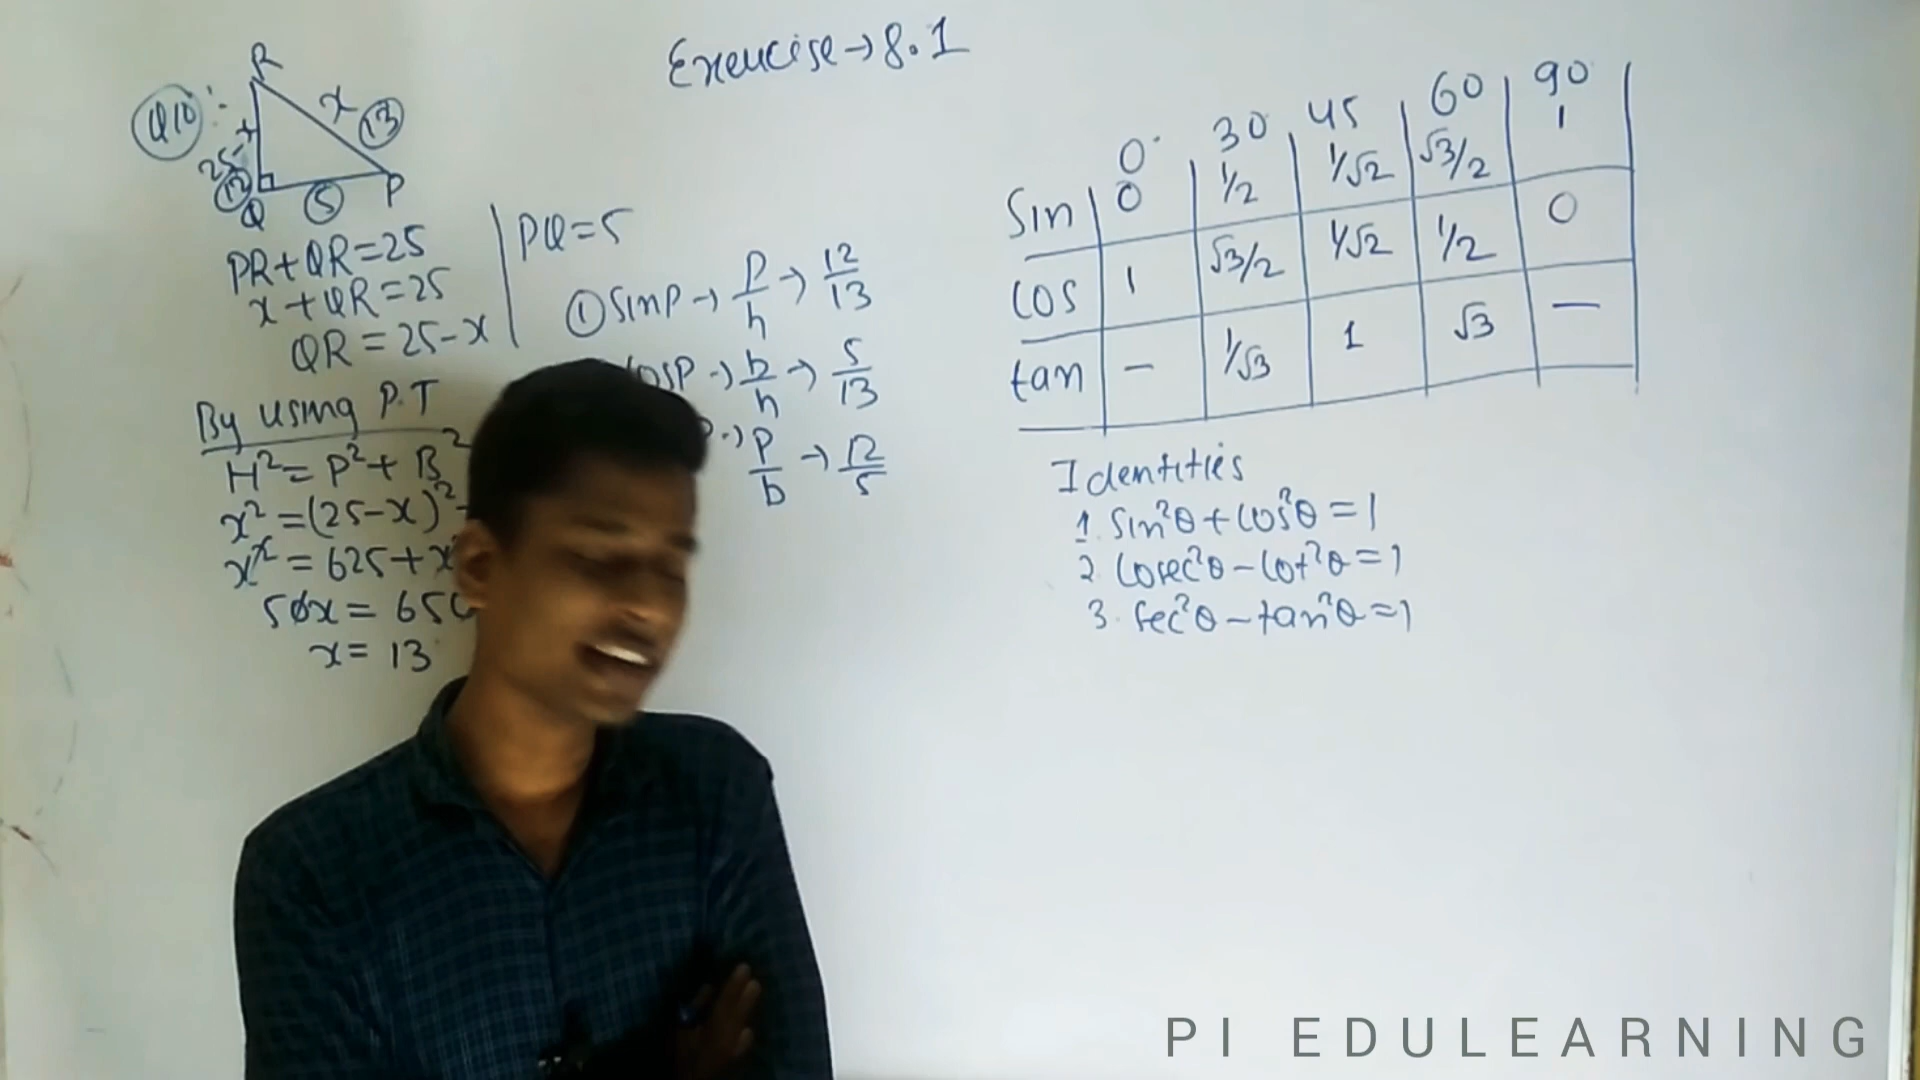 Exercise → 8.1
Q10:-
R
x
13
25-x
12
Q
5
P
PR+QR=25
x+QR=25
QR=25-x
By using P.T
H²=P²+B²
x²=(25-x)²
x²=625+x
50x=650
x=13
PQ=5
① SinP → P/h → 12/13
cosP → b/h → 5/13
P → P/b → 12/5
0° 30 45 60 90
Sin 0 1/2 1/√2 √3/2 1
Cos 1 √3/2 1/√2 1/2 0
tan - 1/√3 1 √3 -
Identities
1. Sin²θ+Cos²θ=1
2. Cosec²θ-Cot²θ=1
3. Sec²θ-tan²θ=1
PI EDULEARNING